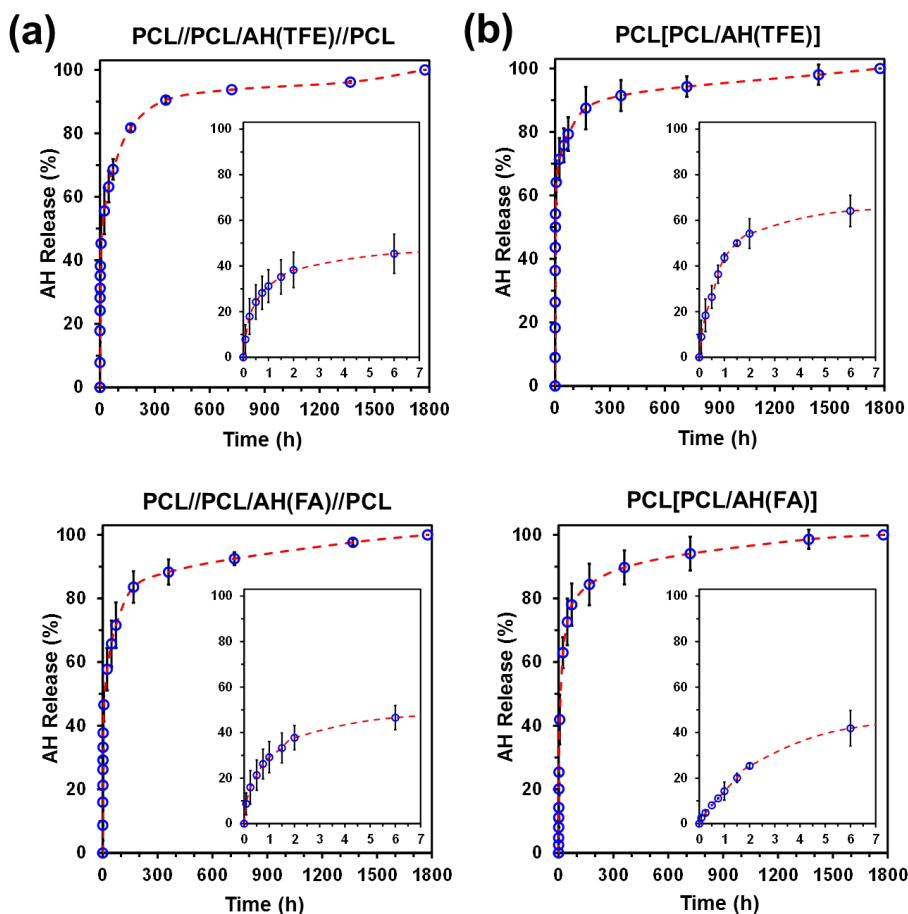 (a)
PCL//PCL/AH(TFE)//PCL
AH Release (%)
100
80
60
40
20
0
0 300 600 900 1200 1500 1800
Time (h)
100
80
60
40
20
0
0 1 2 3 4 5 6 7
(b)
PCL[PCL/AH(TFE)]
AH Release (%)
100
80
60
40
20
0
0 300 600 900 1200 1500 1800
Time (h)
100
80
60
40
20
0
0 1 2 3 4 5 6 7
PCL//PCL/AH(FA)//PCL
AH Release (%)
100
80
60
40
20
0
0 300 600 900 1200 1500 1800
Time (h)
100
80
60
40
20
0
0 1 2 3 4 5 6 7
PCL[PCL/AH(FA)]
AH Release (%)
100
80
60
40
20
0
0 300 600 900 1200 1500 1800
Time (h)
100
80
60
40
20
0
0 1 2 3 4 5 6 7